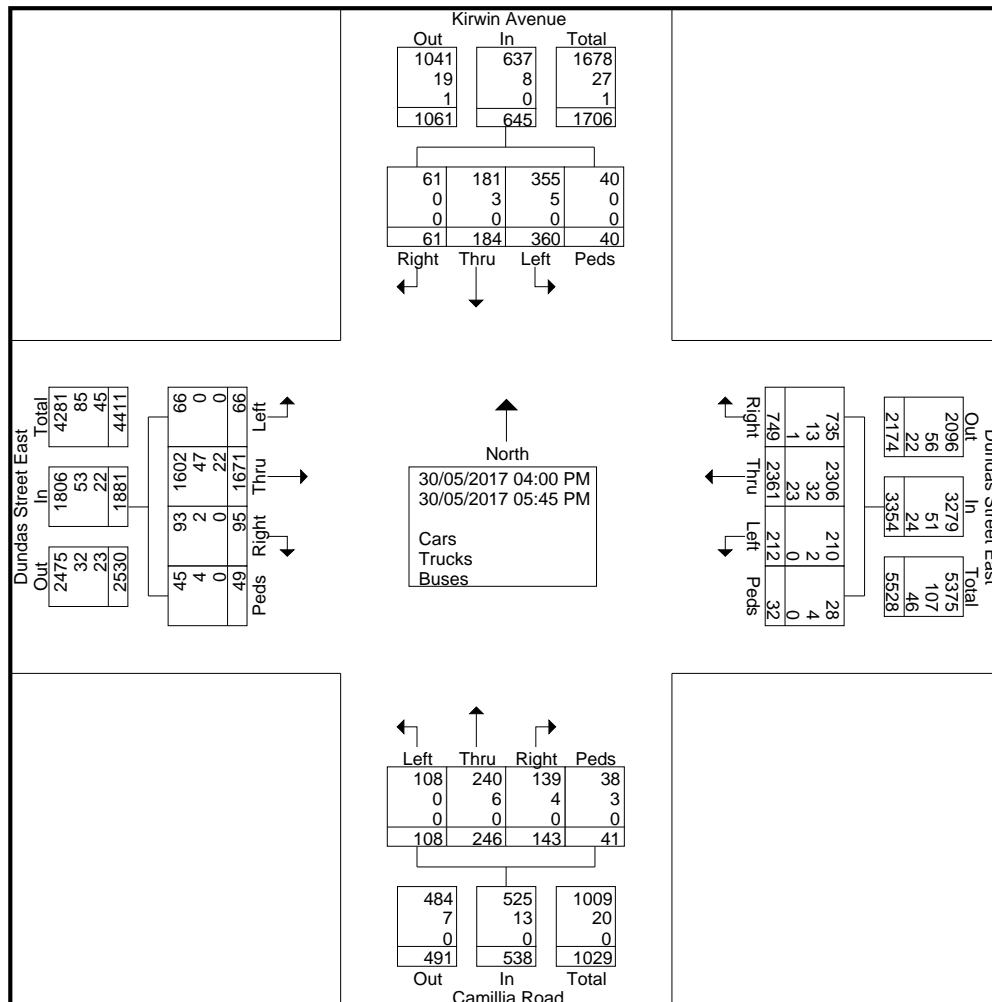 Kirwin Avenue
Out In Total
1041 637 1678
19 8 27
1 0 1
1061 645 1706
61 181 355 40
0 3 5 0
0 0 0 0
61 184 360 40
Right Thru Left Peds
Dundas Street East
Total In Out
4281 1806 2475
85 53 32
45 22 23
4411 1881 2530
66 1602 93 45
0 47 2 4
0 22 0 0
66 1671 95 49
Left Thru Right Peds
North
30/05/2017 04:00 PM
30/05/2017 05:45 PM
Cars
Trucks
Buses
Right Thru Left Peds
735 2306 210 28
13 32 2 4
1 23 0 0
749 2361 212 32
Dundas Street East
Out In Total
2096 3279 5375
56 51 107
22 24 46
2174 3354 5528
Left Thru Right Peds
108 240 139 38
0 6 4 3
0 0 0 0
108 246 143 41
484 525 1009
7 13 20
0 0 0
491 538 1029
Out In Total
Camillia Road